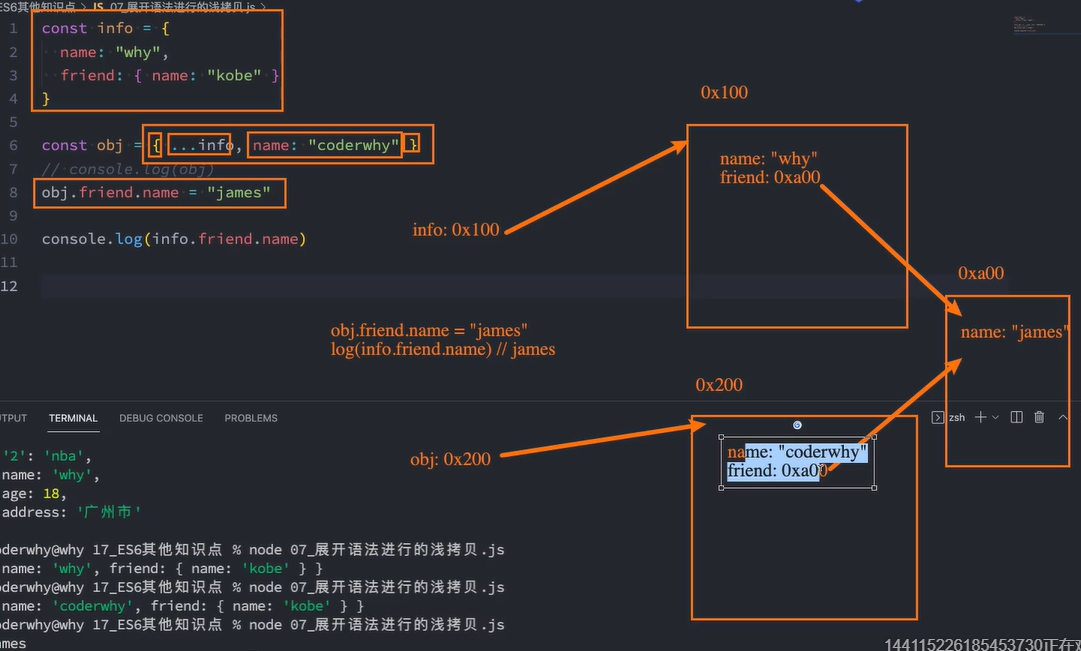 ES6其他知识点 > JS 07_展开语法进行的浅拷贝.js >
1 const info = {
2 name: "why",
3 friend: { name: "kobe" }
4 }
5
6 const obj = { ...info, name: "coderwhy" }
7 // console.log(obj)
8 obj.friend.name = "james"
9
10 console.log(info.friend.name)
11
12
0x100
name: "why"
friend: 0xa00
info: 0x100
0xa00
name: "james"
obj.friend.name = "james"
log(info.friend.name) // james
0x200
name: "coderwhy"
friend: 0xa00
obj: 0x200
TPUT TERMINAL DEBUG CONSOLE PROBLEMS
zsh
'2': 'nba',
name: 'why',
age: 18,
address: '广州市'
oderwhy@why 17_ES6其他知识点 % node 07_展开语法进行的浅拷贝.js
name: 'why', friend: { name: 'kobe' } }
oderwhy@why 17_ES6其他知识点 % node 07_展开语法进行的浅拷贝.js
name: 'coderwhy', friend: { name: 'kobe' } }
oderwhy@why 17_ES6其他知识点 % node 07_展开语法进行的浅拷贝.js
ames
144115226185453730正在